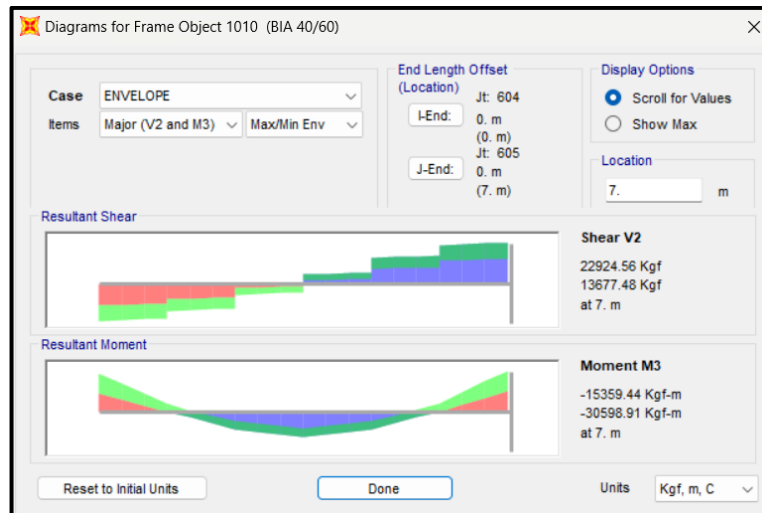 Diagrams for Frame Object 1010 (BIA 40/60)
Case ENVELOPE
Items Major (V2 and M3) Max/Min Env
End Length Offset
(Location)
I-End:
Jt: 604
0. m
(0. m)
J-End:
Jt: 605
0. m
(7. m)
Display Options
Scroll for Values
Show Max
Location
7. m
Resultant Shear
Shear V2
22924.56 Kgf
13677.48 Kgf
at 7. m
Resultant Moment
Moment M3
-15359.44 Kgf-m
-30598.91 Kgf-m
at 7. m
Reset to Initial Units
Done
Units Kgf, m, C